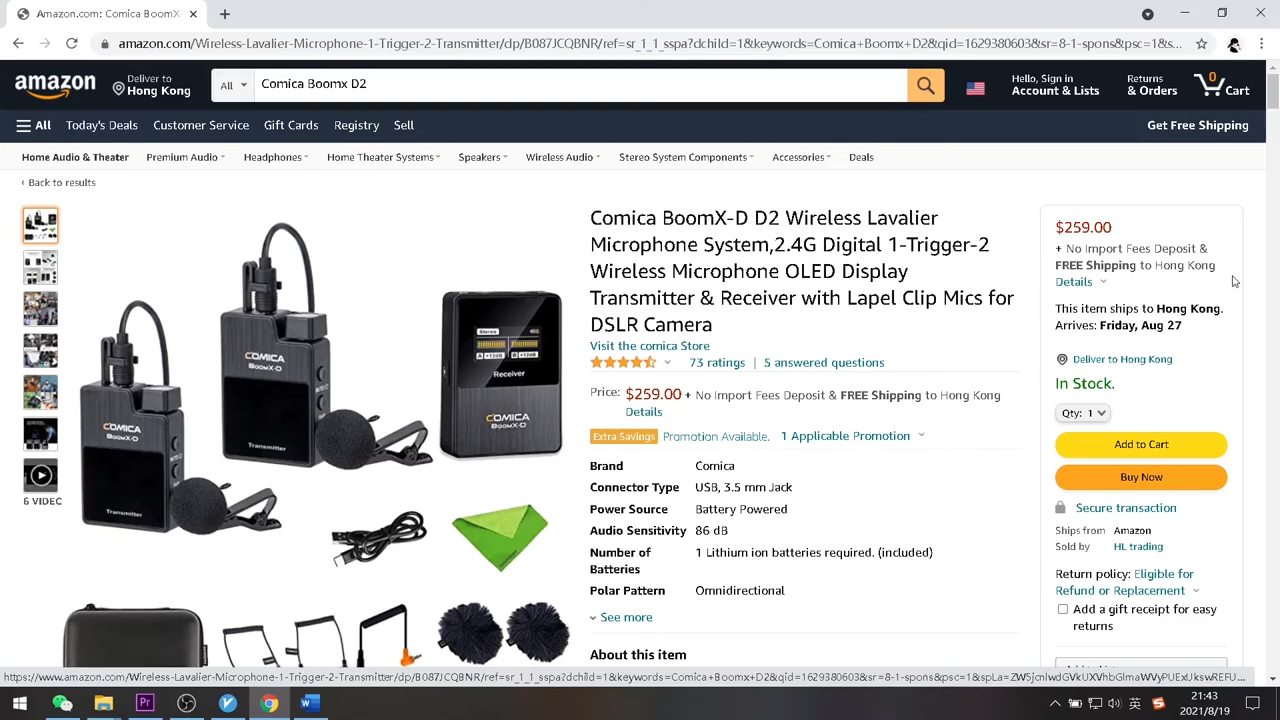 Amazon.com: Comica BoomX
amazon.com/Wireless-Lavalier-Microphone-1-Trigger-2-Transmitter/dp/B087JCQBNR/ref=sr_1_1_sspa?dchild=1&keywords=Comica+Boomx+D2&qid=1629380603&sr=8-1-spons&psc=1&s...
amazon
Deliver to
Hong Kong
All
Comica Boomx D2
Hello, Sign in
Account & Lists
Returns
& Orders
0
Cart
All
Today's Deals
Customer Service
Gift Cards
Registry
Sell
Get Free Shipping
Home Audio & Theater
Premium Audio
Headphones
Home Theater Systems
Speakers
Wireless Audio
Stereo System Components
Accessories
Deals
‹ Back to results
6 VIDEO
COMICA
BOOMX-D
Transmitter
COMICA
BOOMX-D
Transmitter
Stereo
A +12dB B +12dB
Receiver
COMICA
BOOMX-D
Comica BoomX-D D2 Wireless Lavalier
Microphone System,2.4G Digital 1-Trigger-2
Wireless Microphone OLED Display
Transmitter & Receiver with Lapel Clip Mics for
DSLR Camera
Visit the comica Store
73 ratings | 5 answered questions
Price: $259.00 + No Import Fees Deposit & FREE Shipping to Hong Kong
Details
Extra Savings Promotion Available. 1 Applicable Promotion
Brand Comica
Connector Type USB, 3.5 mm Jack
Power Source Battery Powered
Audio Sensitivity 86 dB
Number of Batteries 1 Lithium ion batteries required. (included)
Polar Pattern Omnidirectional
See more
About this item
$259.00
+ No Import Fees Deposit &
FREE Shipping to Hong Kong
Details
This item ships to Hong Kong.
Arrives: Friday, Aug 27
Deliver to Hong Kong
In Stock.
Qty: 1
Add to Cart
Buy Now
Secure transaction
Ships from Amazon
Sold by HL trading
Return policy: Eligible for
Refund or Replacement
Add a gift receipt for easy
returns
Pr
W
英
21:43
2021/8/19